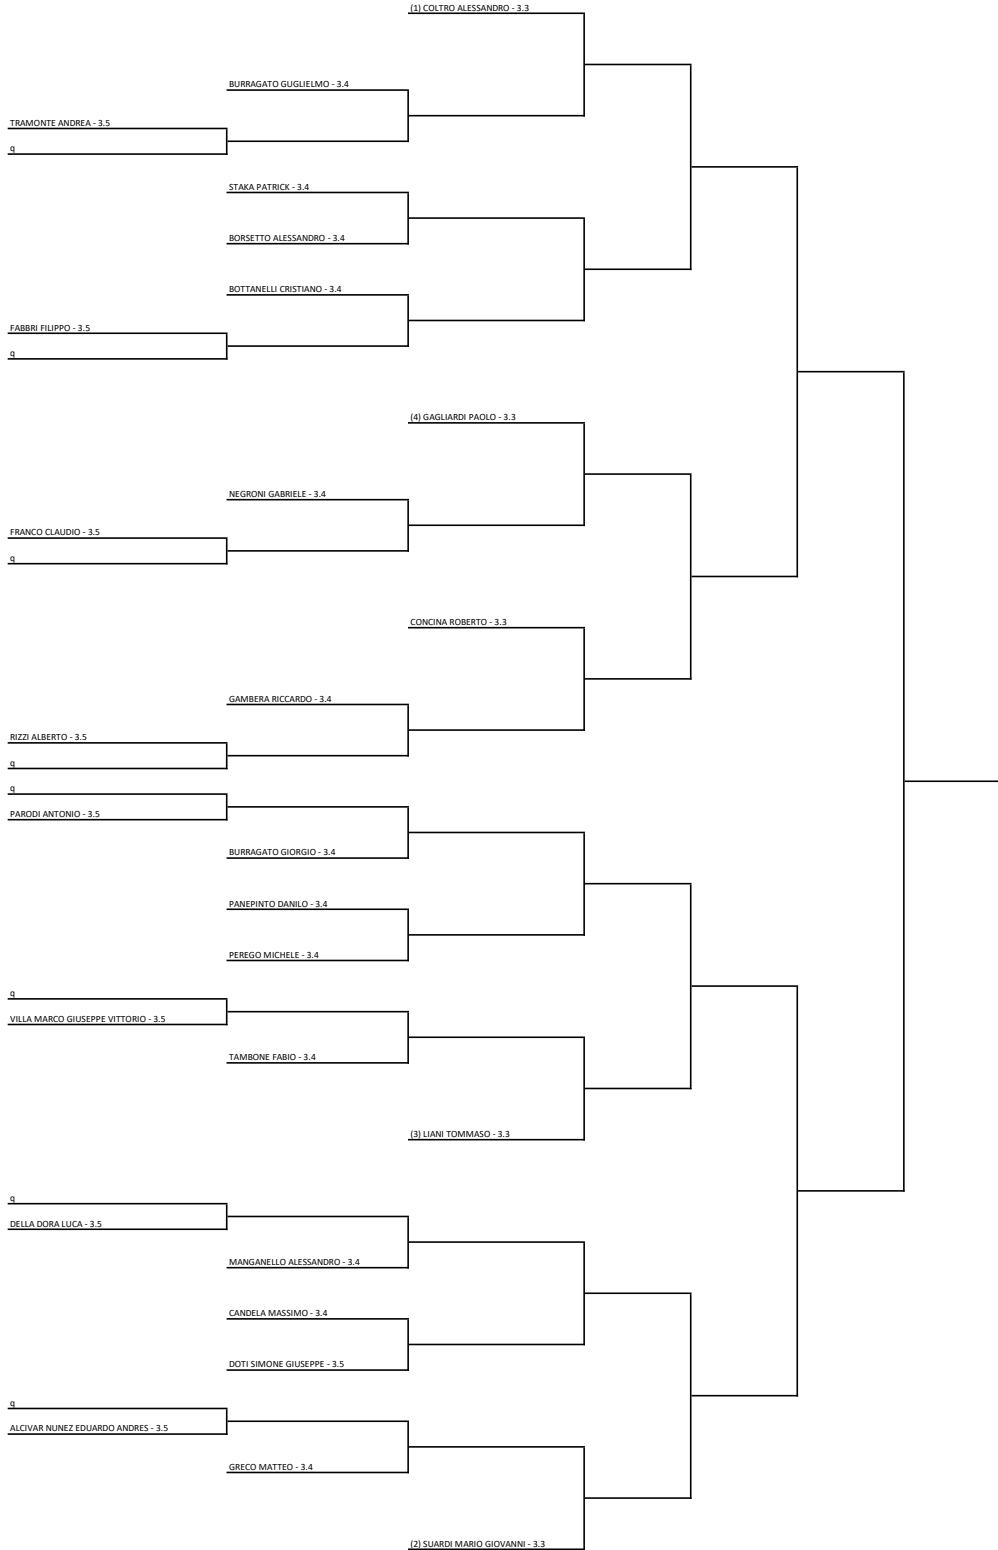 (1) COLTRO ALESSANDRO - 3.3
BURRAGATO GUGLIELMO - 3.4
TRAMONTE ANDREA - 3.5
q
STAKA PATRICK - 3.4
BORSETTO ALESSANDRO - 3.4
BOTTANELLI CRISTIANO - 3.4
FABBRI FILIPPO - 3.5
q
(4) GAGLIARDI PAOLO - 3.3
NEGRONI GABRIELE - 3.4
FRANCO CLAUDIO - 3.5
q
CONCINA ROBERTO - 3.3
GAMBERA RICCARDO - 3.4
RIZZI ALBERTO - 3.5
q
q
PARODI ANTONIO - 3.5
BURRAGATO GIORGIO - 3.4
PANEPINTO DANILO - 3.4
PEREGO MICHELE - 3.4
q
VILLA MARCO GIUSEPPE VITTORIO - 3.5
TAMBONE FABIO - 3.4
(3) LIANI TOMMASO - 3.3
q
DELLA DORA LUCA - 3.5
MANGANELLO ALESSANDRO - 3.4
CANDELA MASSIMO - 3.4
DOTI SIMONE GIUSEPPE - 3.5
q
ALCIVAR NUNEZ EDUARDO ANDRES - 3.5
GRECO MATTEO - 3.4
(2) SUARDI MARIO GIOVANNI - 3.3